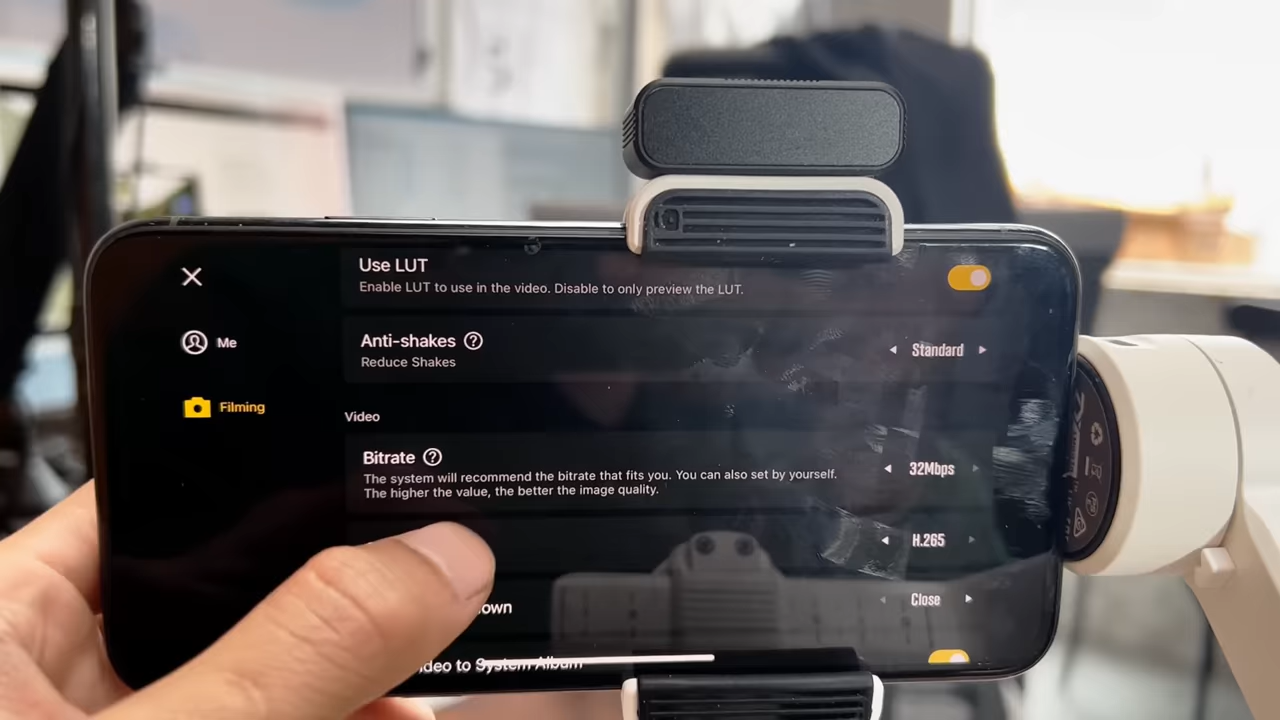 Use LUT
Enable LUT to use in the video. Disable to only preview the LUT.
Me
Anti-shakes ?
Reduce Shakes
Standard
Filming
Video
Bitrate ?
The system will recommend the bitrate that fits you. You can also set by yourself.
The higher the value, the better the image quality.
32Mbps
H.265
own
Close
deo to System Album